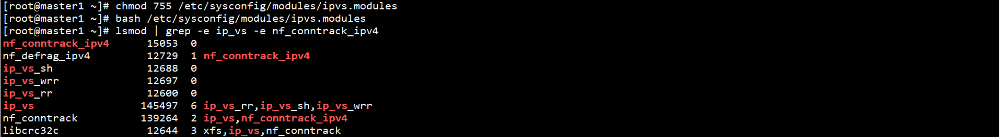 [root@master1 ~]# chmod 755 /etc/sysconfig/modules/ipvs.modules
[root@master1 ~]# bash /etc/sysconfig/modules/ipvs.modules
[root@master1 ~]# lsmod | grep -e ip_vs -e nf_conntrack_ipv4
nf_conntrack_ipv4      15053  0
nf_defrag_ipv4         12729  1 nf_conntrack_ipv4
ip_vs_sh               12688  0
ip_vs_wrr              12697  0
ip_vs_rr               12600  0
ip_vs                 145497  6 ip_vs_rr,ip_vs_sh,ip_vs_wrr
nf_conntrack          139264  2 ip_vs,nf_conntrack_ipv4
libcrc32c              12644  3 xfs,ip_vs,nf_conntrack